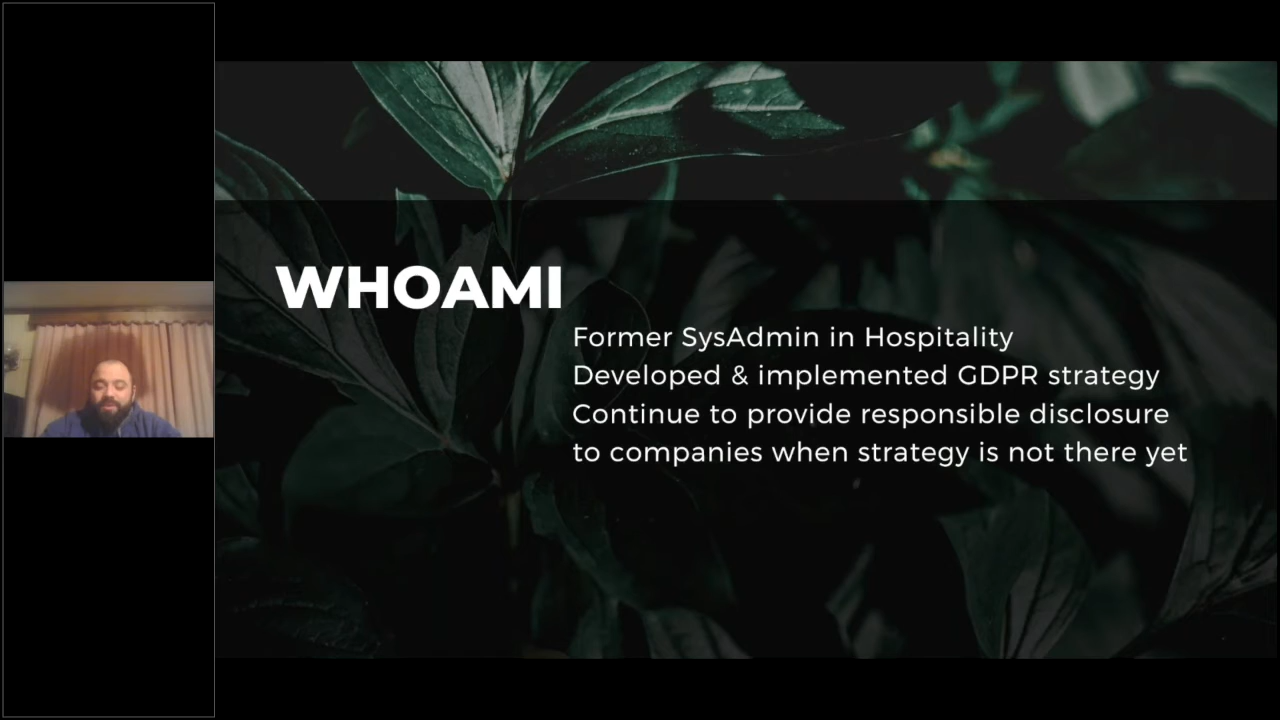 WHOAMI
Former SysAdmin in Hospitality
Developed & implemented GDPR strategy
Continue to provide responsible disclosure
to companies when strategy is not there yet